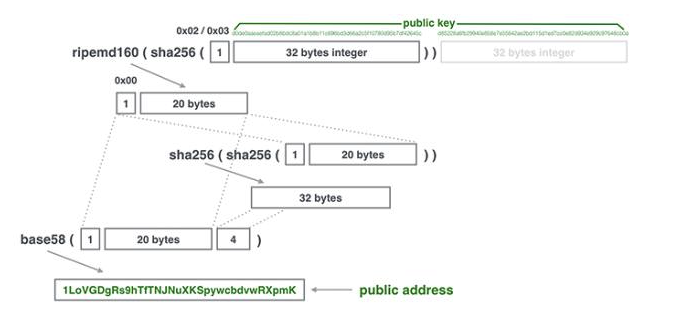 public key
0x02 / 0x03
ripemd160 ( sha256 ( 1 32 bytes integer ) ) 32 bytes integer
0x00
1 20 bytes
sha256 ( sha256 ( 1 20 bytes ) )
32 bytes
base58 ( 1 20 bytes 4 )
1LoVGDgRs9hTfTNJNuXKSpywcbdvwRXpmK public address